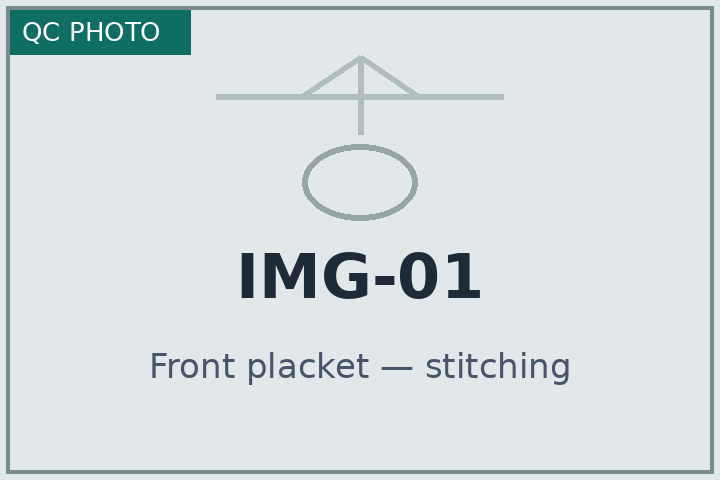 QC PHOTO
IMG-01
Front placket — stitching